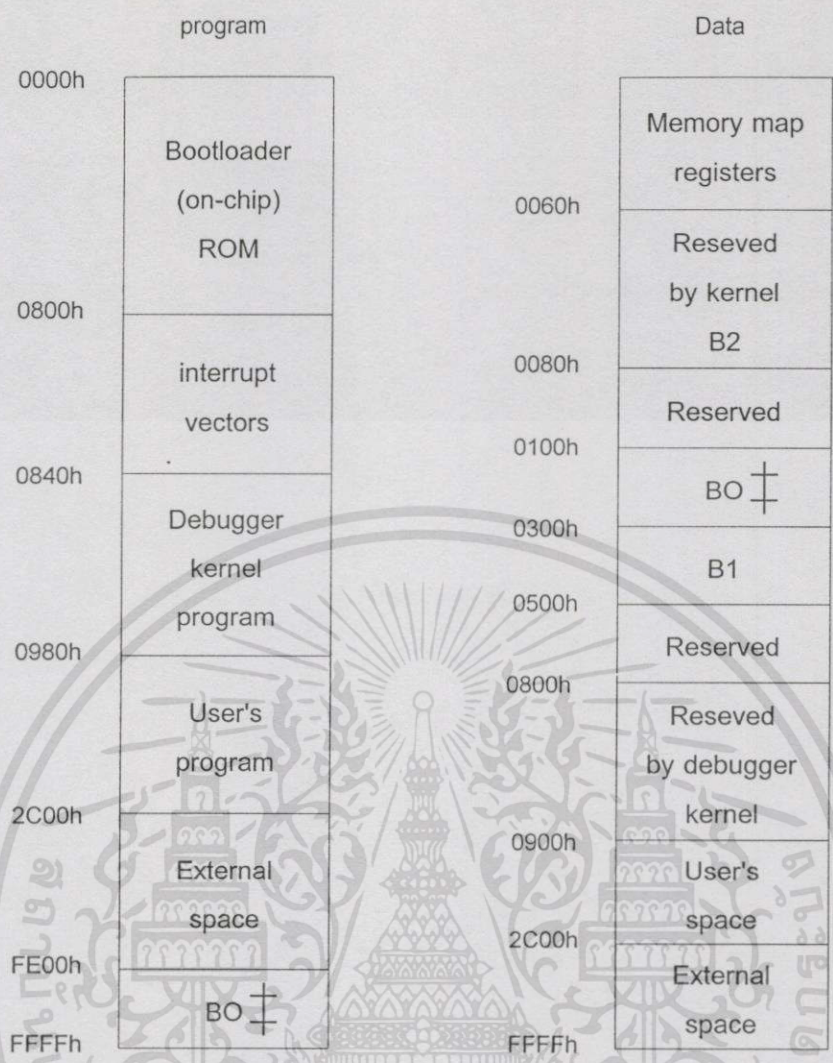 program
0000h
Bootloader
(on-chip)
ROM
0800h
interrupt
vectors
0840h
Debugger
kernel
program
0980h
User's
program
2C00h
External
space
FE00h
BO ‡
FFFFh
Data
Memory map
registers
0060h
Reseved
by kernel
B2
0080h
Reserved
0100h
BO ‡
0300h
B1
0500h
Reserved
0800h
Reseved
by debugger
kernel
0900h
User's
space
2C00h
External
space
FFFFh